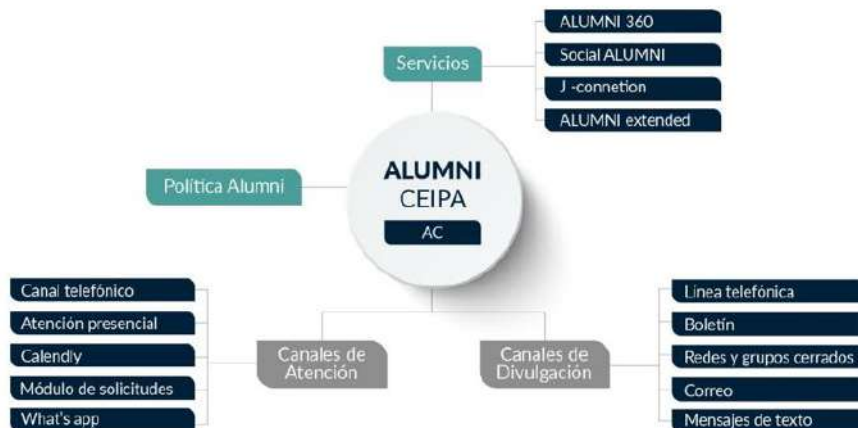 ALUMNI 360
Servicios
Social ALUMNI
J -connetion
ALUMNI extended
Política Alumni
ALUMNI
CEIPA
AC
Canal telefónico
Atención presencial
Calendly
Módulo de solicitudes
What's app
Canales de
Atención
Canales de
Divulgación
Línea telefónica
Boletín
Redes y grupos cerrados
Correo
Mensajes de texto